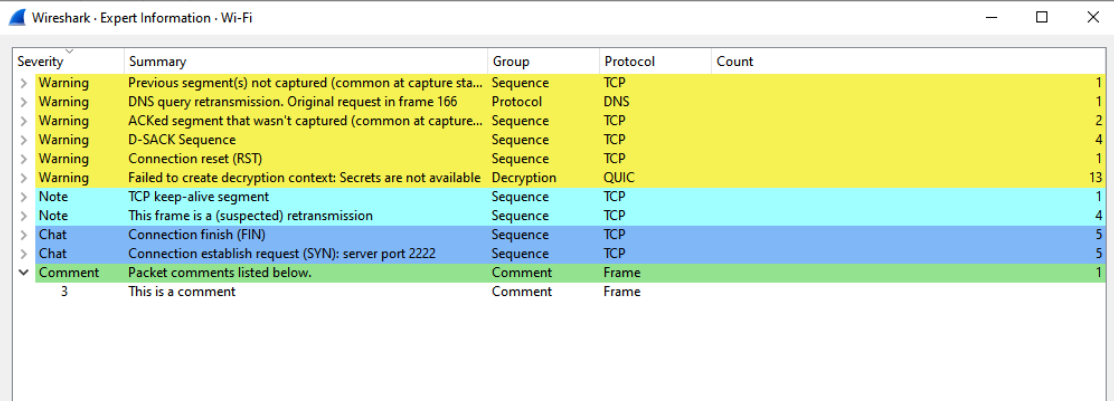 Wireshark · Expert Information · Wi-Fi
Severity Summary Group Protocol Count
Warning Previous segment(s) not captured (common at capture sta... Sequence TCP 1
Warning DNS query retransmission. Original request in frame 166 Protocol DNS 1
Warning ACKed segment that wasn't captured (common at capture... Sequence TCP 2
Warning D-SACK Sequence Sequence TCP 4
Warning Connection reset (RST) Sequence TCP 1
Warning Failed to create decryption context: Secrets are not available Decryption QUIC 13
Note TCP keep-alive segment Sequence TCP 1
Note This frame is a (suspected) retransmission Sequence TCP 4
Chat Connection finish (FIN) Sequence TCP 5
Chat Connection establish request (SYN): server port 2222 Sequence TCP 5
Comment Packet comments listed below. Comment Frame 1
3 This is a comment Comment Frame